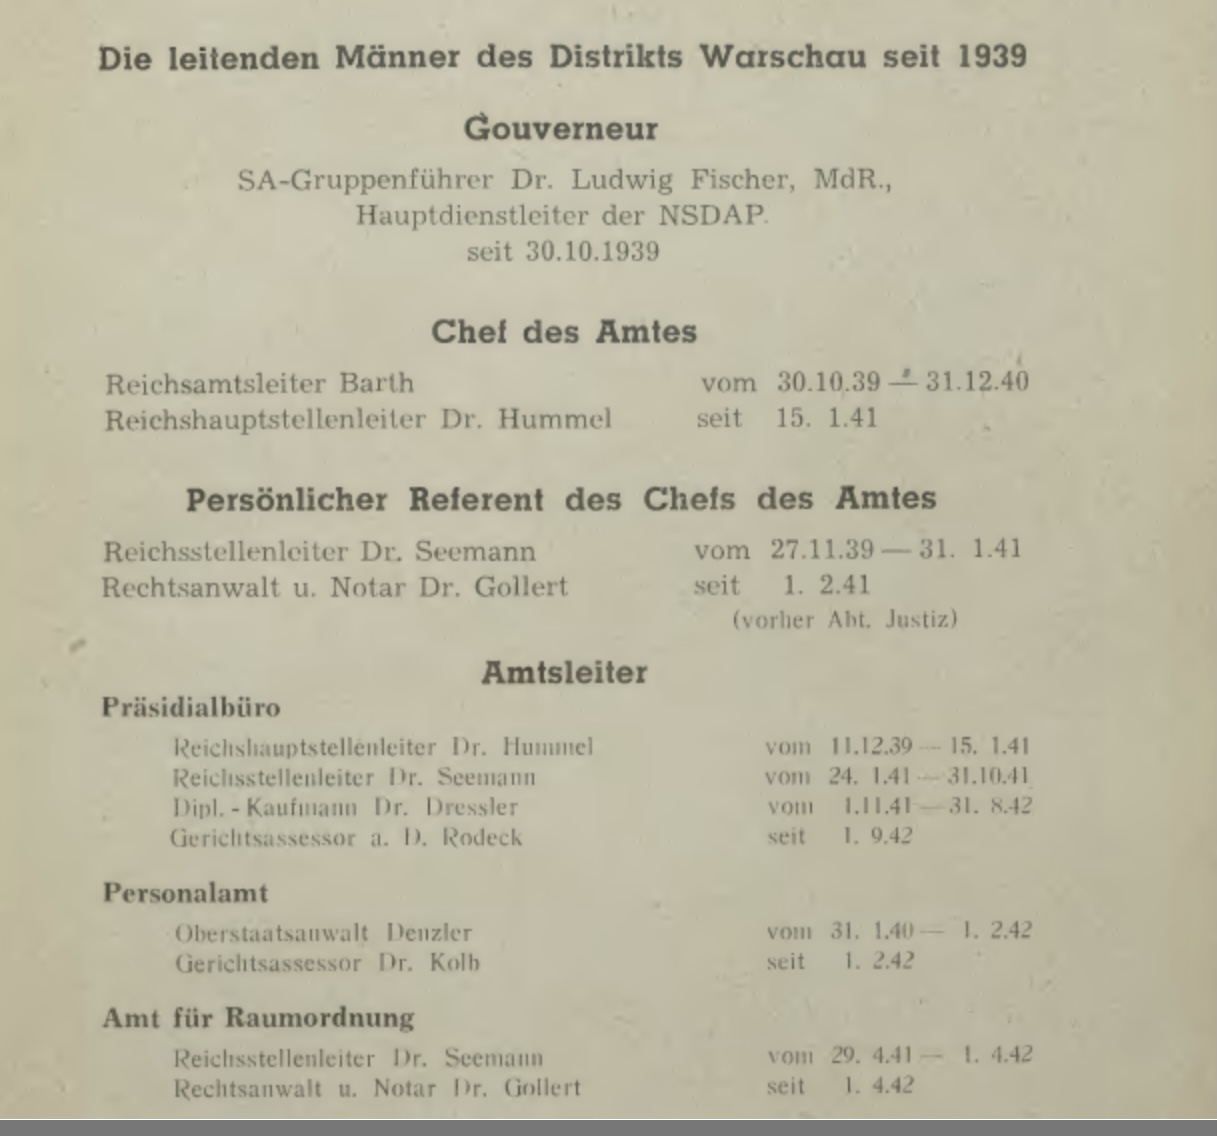 Die leitenden Männer des Distrikts Warschau seit 1939
Gouverneur
SA-Gruppenführer Dr. Ludwig Fischer, MdR.,
Hauptdienstleiter der NSDAP.
seit 30.10.1939
Chef des Amtes
Reichsamtsleiter Barth vom 30.10.39 — 31.12.40
Reichshauptstellenleiter Dr. Hummel seit 15. 1.41
Persönlicher Referent des Chefs des Amtes
Reichsstellenleiter Dr. Seemann vom 27.11.39 — 31. 1.41
Rechtsanwalt u. Notar Dr. Gollert seit 1. 2.41
(vorher Abt. Justiz)
Amtsleiter
Präsidialbüro
Reichshauptstellenleiter Dr. Hummel vom 11.12.39 — 15. 1.41
Reichsstellenleiter Dr. Seemann vom 24. 1.41 — 31.10.41
Dipl.-Kaufmann Dr. Dressler vom 1.11.41 — 31. 8.42
Gerichtsassessor a. D. Rodeck seit 1. 9.42
Personalamt
Oberstaatsanwalt Denzler vom 31. 1.40 — 1. 2.42
Gerichtsassessor Dr. Kolb seit 1. 2.42
Amt für Raumordnung
Reichsstellenleiter Dr. Seemann vom 29. 4.41 — 1. 4.42
Rechtsanwalt u. Notar Dr. Gollert seit 1. 4.42